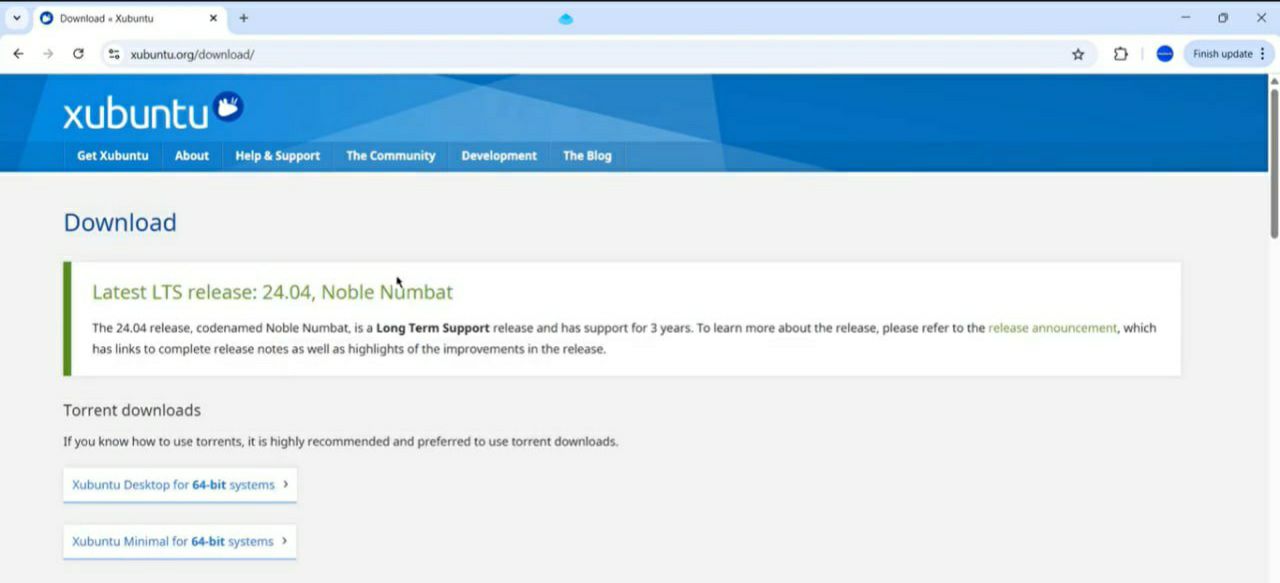 Download « Xubuntu
xubuntu.org/download/
Finish update
xubuntu
Get Xubuntu About Help & Support The Community Development The Blog
Download
Latest LTS release: 24.04, Noble Numbat
The 24.04 release, codenamed Noble Numbat, is a Long Term Support release and has support for 3 years. To learn more about the release, please refer to the release announcement, which
has links to complete release notes as well as highlights of the improvements in the release.
Torrent downloads
If you know how to use torrents, it is highly recommended and preferred to use torrent downloads.
Xubuntu Desktop for 64-bit systems
Xubuntu Minimal for 64-bit systems